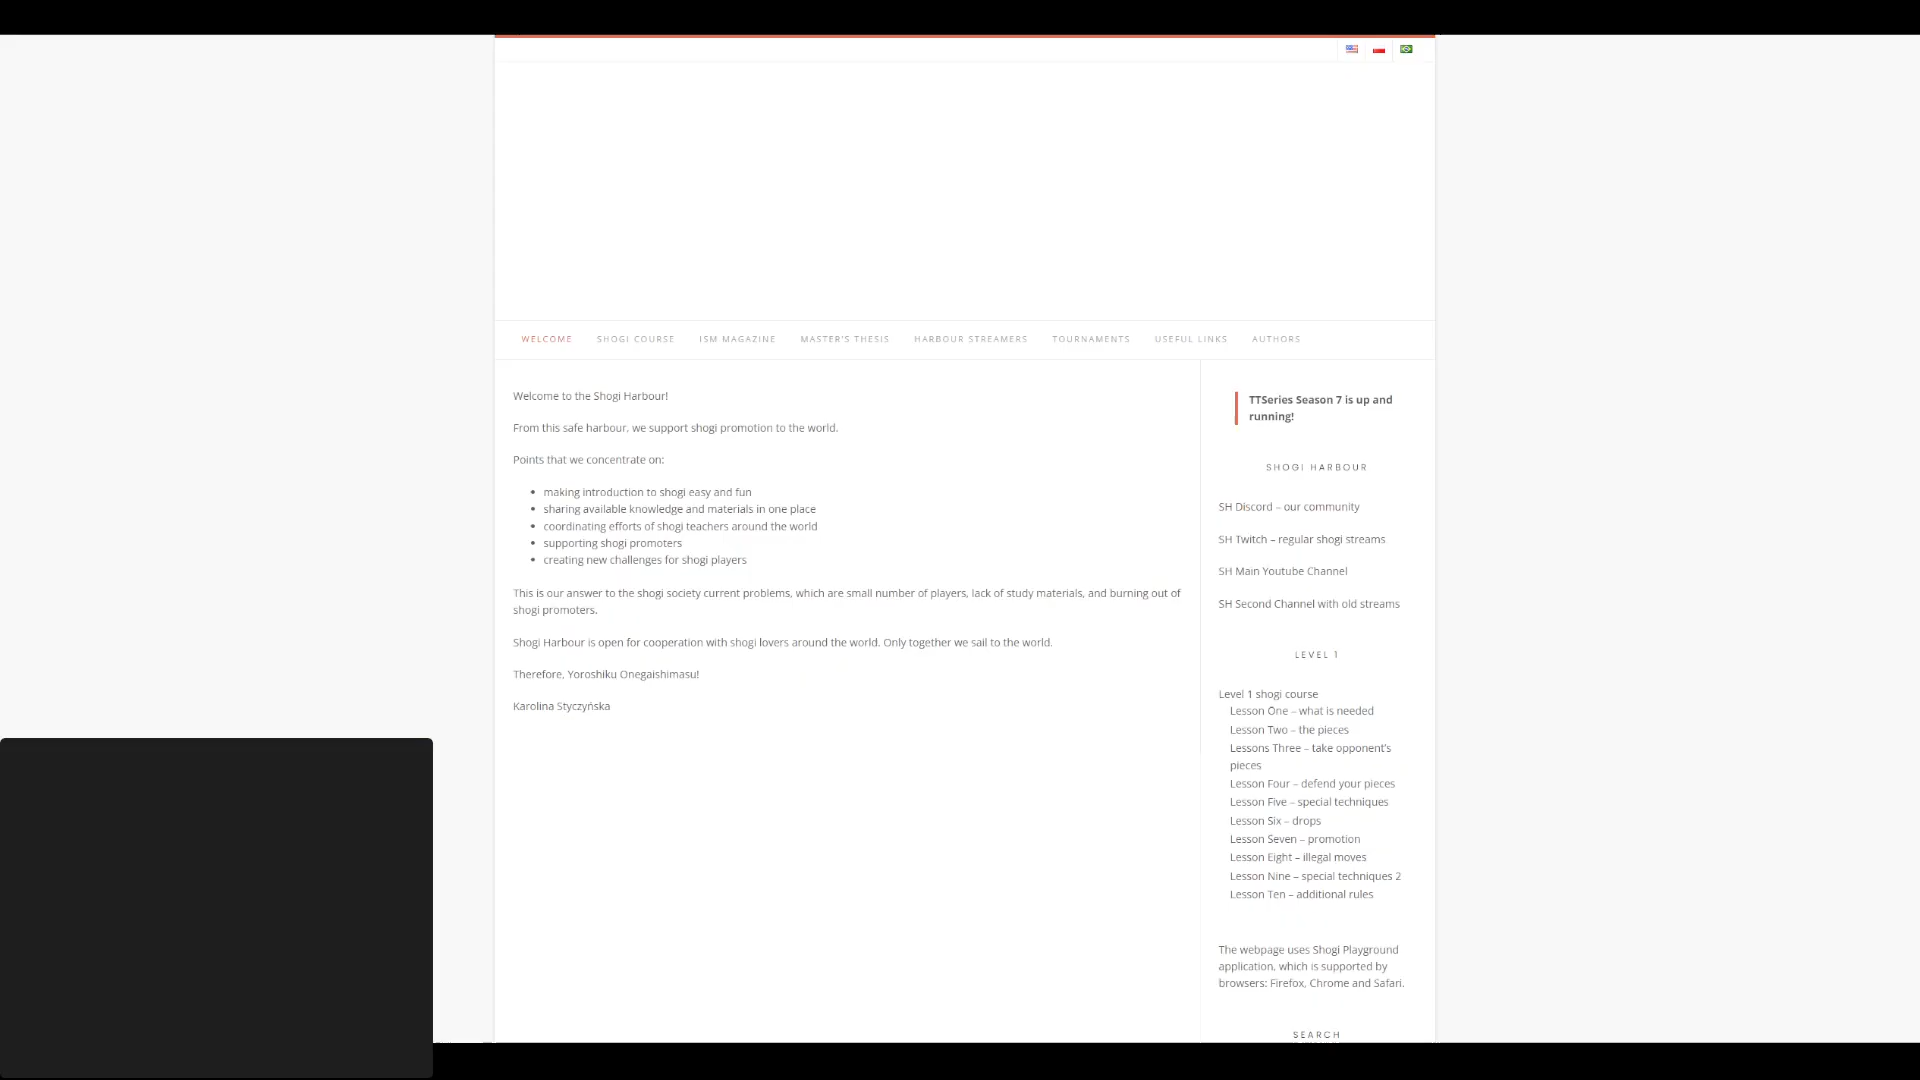 WELCOME SHOGI COURSE ISM MAGAZINE MASTER'S THESIS HARBOUR STREAMERS TOURNAMENTS USEFUL LINKS AUTHORS
Welcome to the Shogi Harbour!
From this safe harbour, we support shogi promotion to the world.
Points that we concentrate on:
making introduction to shogi easy and fun
sharing available knowledge and materials in one place
coordinating efforts of shogi teachers around the world
supporting shogi promoters
creating new challenges for shogi players
This is our answer to the shogi society current problems, which are small number of players, lack of study materials, and burning out of
shogi promoters.
Shogi Harbour is open for cooperation with shogi lovers around the world. Only together we sail to the world.
Therefore, Yoroshiku Onegaishimasu!
Karolina Styczyńska
TTSeries Season 7 is up and
running!
SHOGI HARBOUR
SH Discord – our community
SH Twitch – regular shogi streams
SH Main Youtube Channel
SH Second Channel with old streams
LEVEL 1
Level 1 shogi course
Lesson One – what is needed
Lesson Two – the pieces
Lessons Three – take opponent's
pieces
Lesson Four – defend your pieces
Lesson Five – special techniques
Lesson Six – drops
Lesson Seven – promotion
Lesson Eight – illegal moves
Lesson Nine – special techniques 2
Lesson Ten – additional rules
The webpage uses Shogi Playground
application, which is supported by
browsers: Firefox, Chrome and Safari.
SEARCH